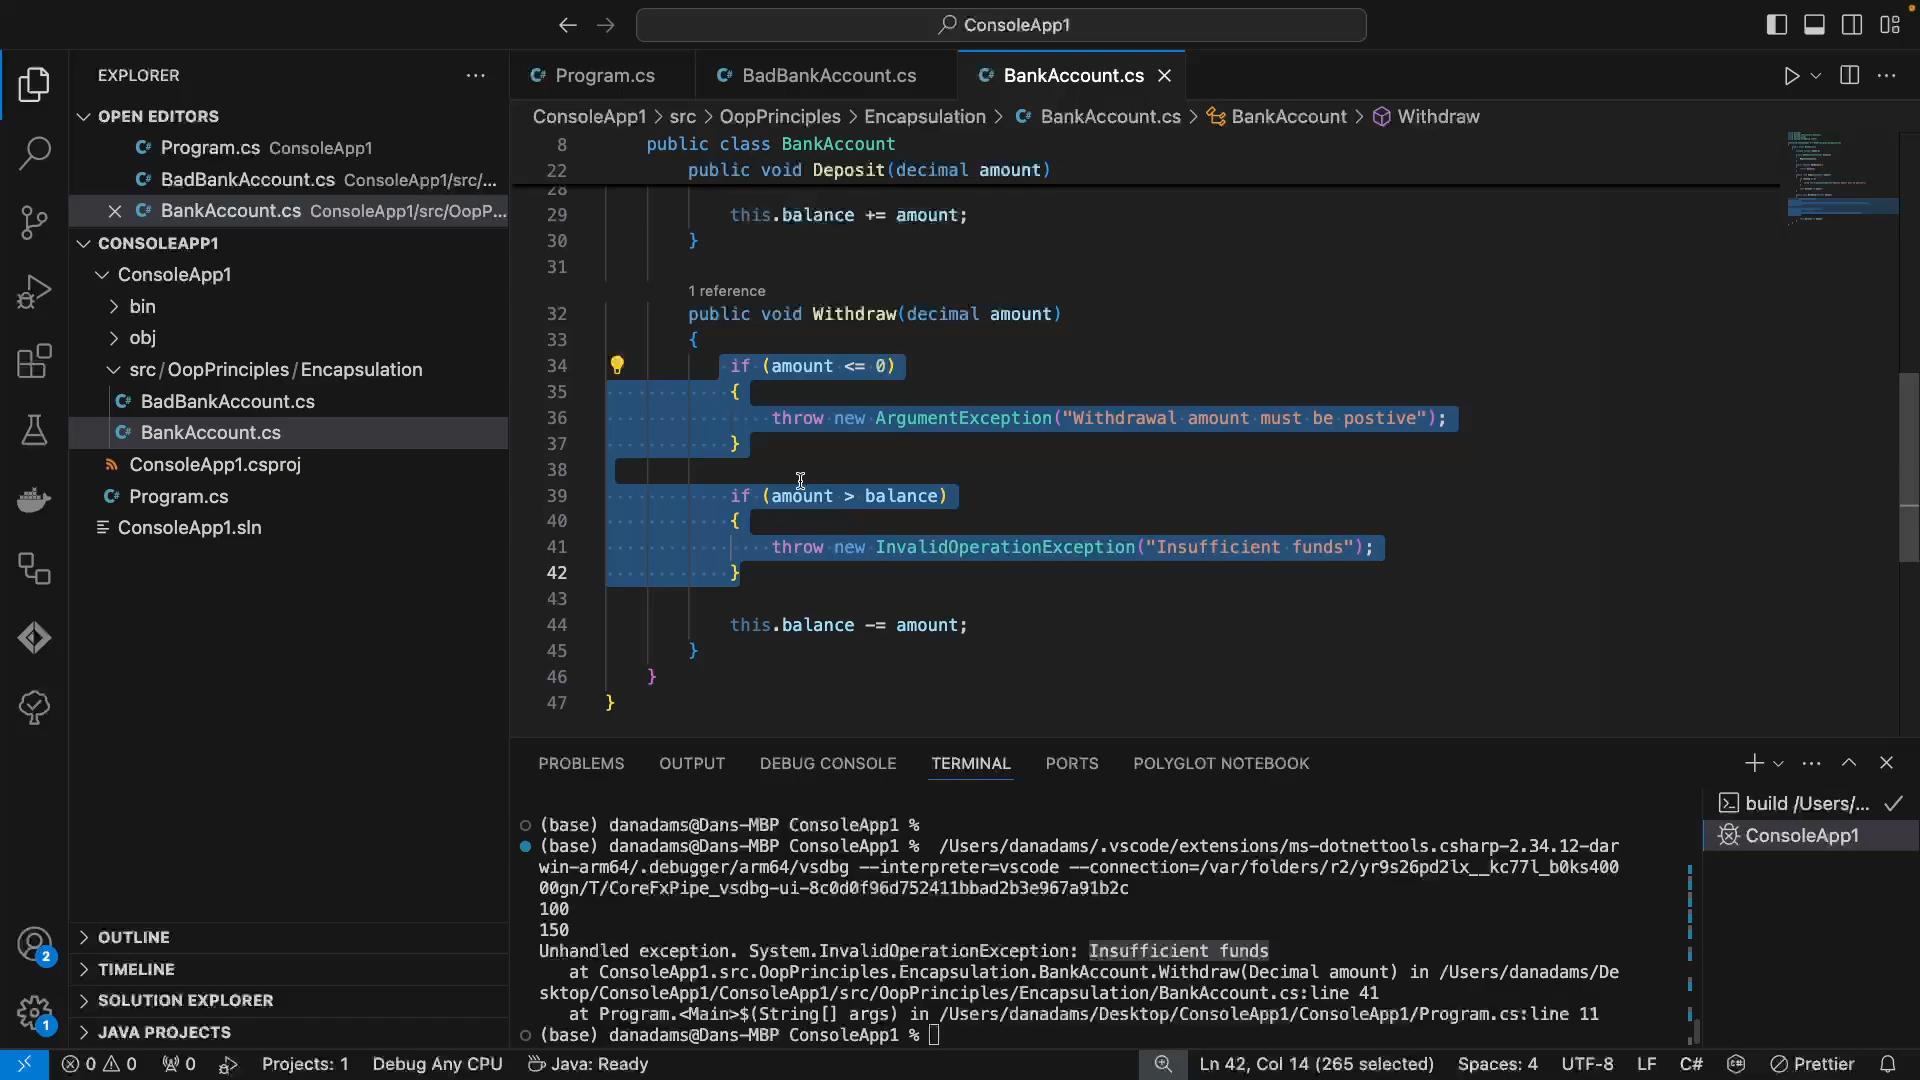 ConsoleApp1
EXPLORER
OPEN EDITORS
Program.cs ConsoleApp1
BadBankAccount.cs ConsoleApp1/src/...
BankAccount.cs ConsoleApp1/src/OopP...
CONSOLEAPP1
ConsoleApp1
bin
obj
src/OopPrinciples/Encapsulation
BadBankAccount.cs
BankAccount.cs
ConsoleApp1.csproj
Program.cs
ConsoleApp1.sln
OUTLINE
TIMELINE
SOLUTION EXPLORER
JAVA PROJECTS
2
1
Program.cs
BadBankAccount.cs
BankAccount.cs
ConsoleApp1 > src > OopPrinciples > Encapsulation > BankAccount.cs > BankAccount > Withdraw
8 public class BankAccount
22 public void Deposit(decimal amount)
28
29 this.balance += amount;
30 }
31
1 reference
32 public void Withdraw(decimal amount)
33 {
34 if (amount <= 0)
35 {
36 throw new ArgumentException("Withdrawal amount must be postive");
37 }
38
39 if (amount > balance)
40 {
41 throw new InvalidOperationException("Insufficient funds");
42 }
43
44 this.balance -= amount;
45 }
46 }
47 }
PROBLEMS OUTPUT DEBUG CONSOLE TERMINAL PORTS POLYGLOT NOTEBOOK
(base) danadams@Dans-MBP ConsoleApp1 %
(base) danadams@Dans-MBP ConsoleApp1 % /Users/danadams/.vscode/extensions/ms-dotnettools.csharp-2.34.12-dar
win-arm64/.debugger/arm64/vsdbg --interpreter=vscode --connection=/var/folders/r2/yr9s26pd2lx__kc77l_b0ks400
00gn/T/CoreFxPipe_vsdbg-ui-8c0d0f96d752411bbad2b3e967a91b2c
100
150
Unhandled exception. System.InvalidOperationException: Insufficient funds
at ConsoleApp1.src.OopPrinciples.Encapsulation.BankAccount.Withdraw(Decimal amount) in /Users/danadams/De
sktop/ConsoleApp1/ConsoleApp1/src/OopPrinciples/Encapsulation/BankAccount.cs:line 41
at Program.<Main>$(String[] args) in /Users/danadams/Desktop/ConsoleApp1/ConsoleApp1/Program.cs:line 11
(base) danadams@Dans-MBP ConsoleApp1 %
build /Users/...
ConsoleApp1
0 0 0 Projects: 1 Debug Any CPU Java: Ready Ln 42, Col 14 (265 selected) Spaces: 4 UTF-8 LF C# Prettier